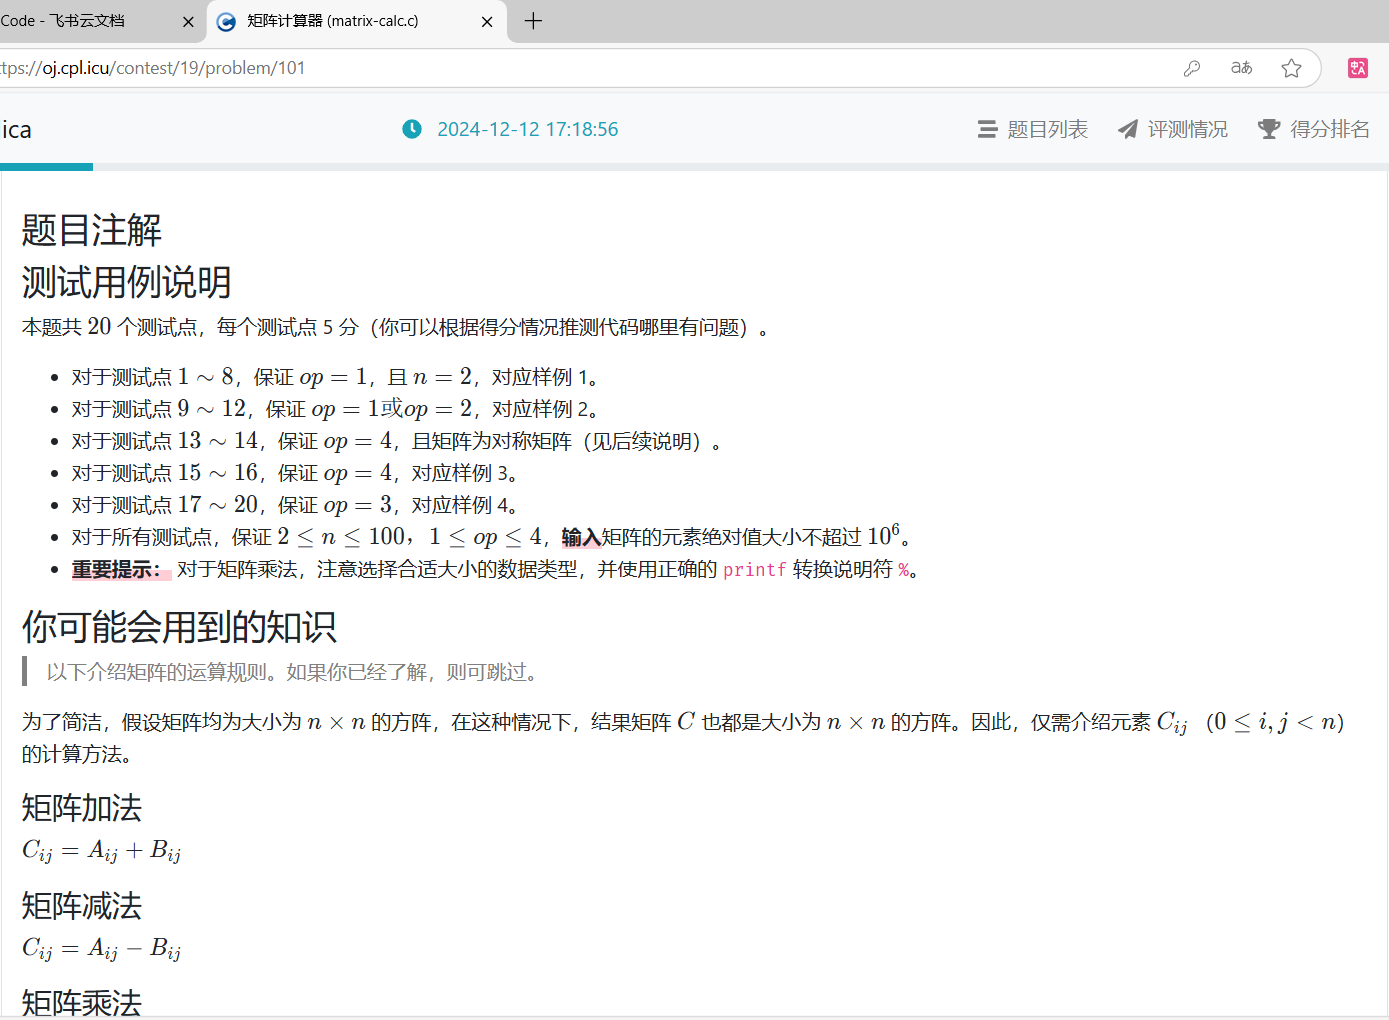 Code - 飞书云文档
矩阵计算器 (matrix-calc.c)
ttps://oj.cpl.icu/contest/19/problem/101
ica
2024-12-12 17:18:56
题目列表
评测情况
得分排名
题目注解
测试用例说明
本题共 20 个测试点，每个测试点 5 分（你可以根据得分情况推测代码哪里有问题）。
• 对于测试点 1 ∼ 8，保证 op = 1，且 n = 2，对应样例 1。
• 对于测试点 9 ∼ 12，保证 op = 1或op = 2，对应样例 2。
• 对于测试点 13 ∼ 14，保证 op = 4，且矩阵为对称矩阵（见后续说明）。
• 对于测试点 15 ∼ 16，保证 op = 4，对应样例 3。
• 对于测试点 17 ∼ 20，保证 op = 3，对应样例 4。
• 对于所有测试点，保证 2 ≤ n ≤ 100，1 ≤ op ≤ 4，输入矩阵的元素绝对值大小不超过 10⁶。
• 重要提示： 对于矩阵乘法，注意选择合适大小的数据类型，并使用正确的 printf 转换说明符 %。
你可能会用到的知识
以下介绍矩阵的运算规则。如果你已经了解，则可跳过。
为了简洁，假设矩阵均为大小为 n × n 的方阵，在这种情况下，结果矩阵 C 也都是大小为 n × n 的方阵。因此，仅需介绍元素 C_{ij}（0 ≤ i, j < n）
的计算方法。
矩阵加法
C_{ij} = A_{ij} + B_{ij}
矩阵减法
C_{ij} = A_{ij} − B_{ij}
矩阵乘法